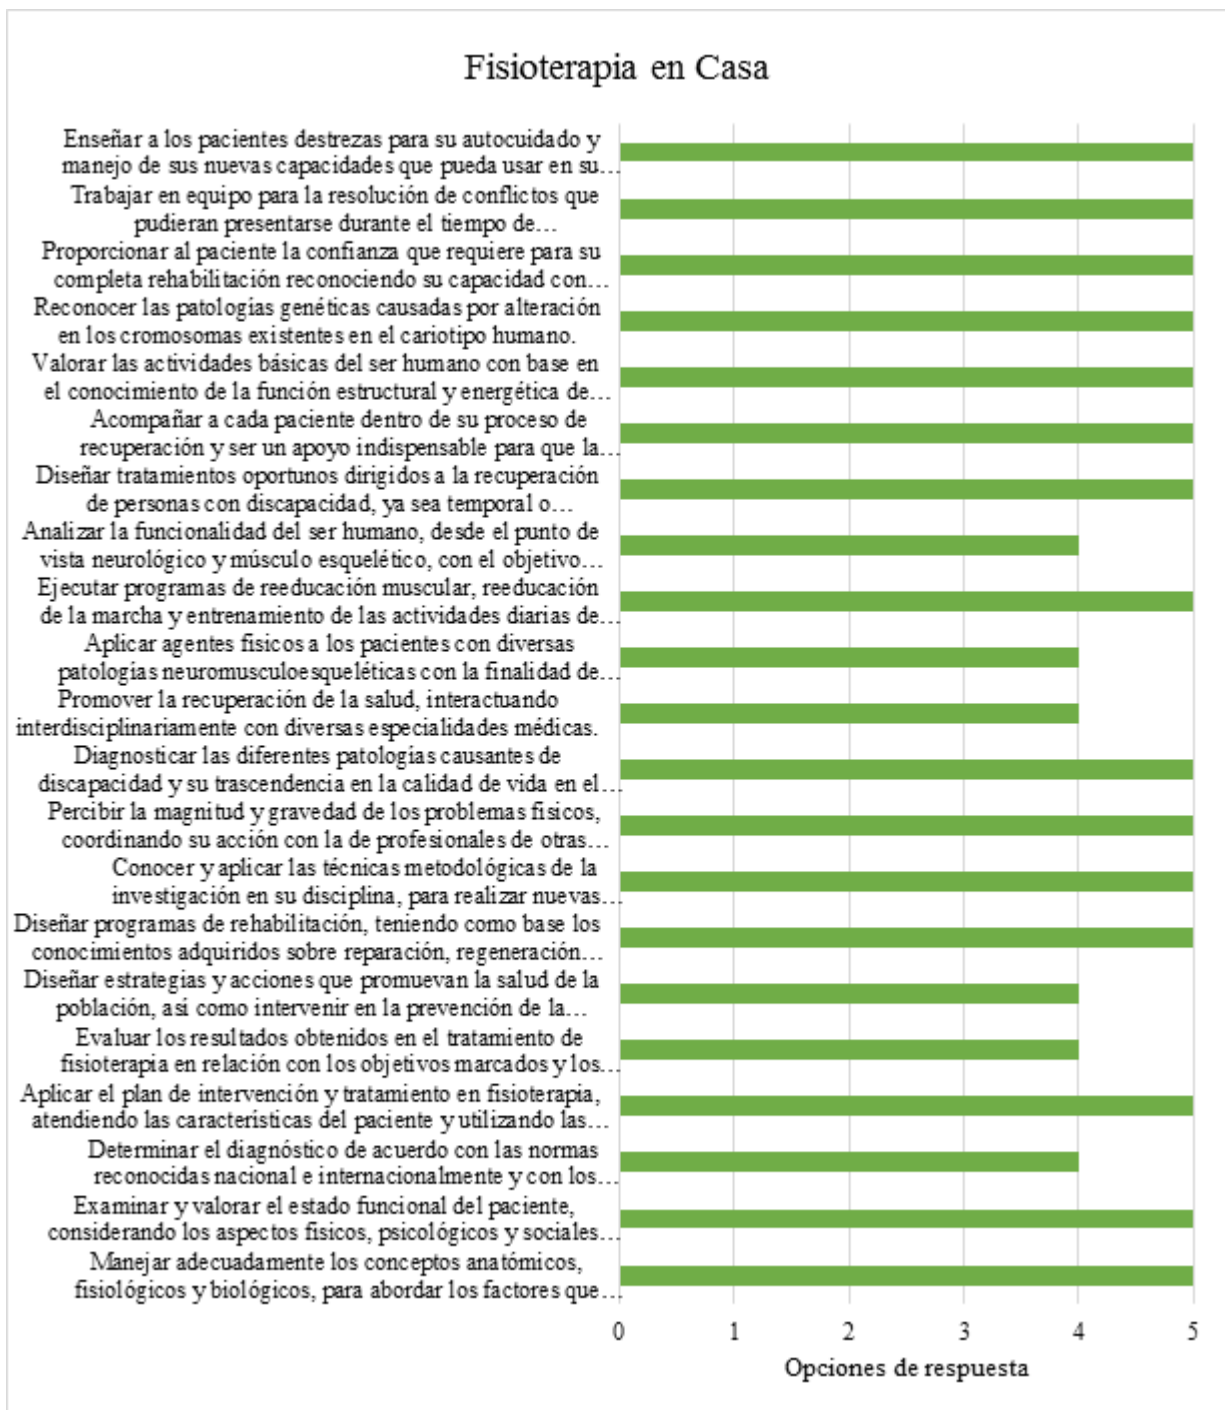 Fisioterapia en Casa
Enseñar a los pacientes destrezas para su autocuidado y
manejo de sus nuevas capacidades que pueda usar en su…
Trabajar en equipo para la resolución de conflictos que
pudieran presentarse durante el tiempo de…
Proporcionar al paciente la confianza que requiere para su
completa rehabilitación reconociendo su capacidad con…
Reconocer las patologías genéticas causadas por alteración
en los cromosomas existentes en el cariotipo humano.
Valorar las actividades básicas del ser humano con base en
el conocimiento de la función estructural y energética de…
Acompañar a cada paciente dentro de su proceso de
recuperación y ser un apoyo indispensable para que la…
Diseñar tratamientos oportunos dirigidos a la recuperación
de personas con discapacidad, ya sea temporal o…
Analizar la funcionalidad del ser humano, desde el punto de
vista neurológico y músculo esquelético, con el objetivo…
Ejecutar programas de reeducación muscular, reeducación
de la marcha y entrenamiento de las actividades diarias de…
Aplicar agentes físicos a los pacientes con diversas
patologías neuromusculoesqueléticas con la finalidad de…
Promover la recuperación de la salud, interactuando
interdisciplinariamente con diversas especialidades médicas.
Diagnosticar las diferentes patologías causantes de
discapacidad y su trascendencia en la calidad de vida en el…
Percibir la magnitud y gravedad de los problemas físicos,
coordinando su acción con la de profesionales de otras…
Conocer y aplicar las técnicas metodológicas de la
investigación en su disciplina, para realizar nuevas…
Diseñar programas de rehabilitación, teniendo como base los
conocimientos adquiridos sobre reparación, regeneración…
Diseñar estrategias y acciones que promuevan la salud de la
población, así como intervenir en la prevención de la…
Evaluar los resultados obtenidos en el tratamiento de
fisioterapia en relación con los objetivos marcados y los…
Aplicar el plan de intervención y tratamiento en fisioterapia,
atendiendo las características del paciente y utilizando las…
Determinar el diagnóstico de acuerdo con las normas
reconocidas nacional e internacionalmente y con los…
Examinar y valorar el estado funcional del paciente,
considerando los aspectos físicos, psicológicos y sociales…
Manejar adecuadamente los conceptos anatómicos,
fisiológicos y biológicos, para abordar los factores que…
0 1 2 3 4 5
Opciones de respuesta